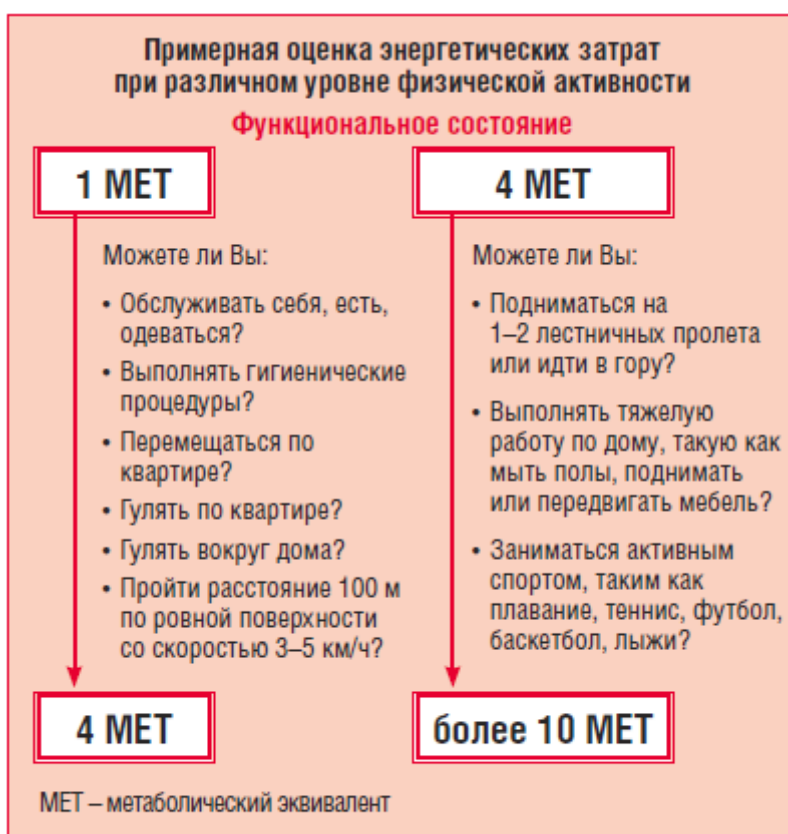 Примерная оценка энергетических затрат
при различном уровне физической активности
Функциональное состояние
1 МЕТ
Можете ли Вы:
• Обслуживать себя, есть,
одеваться?
• Выполнять гигиенические
процедуры?
• Перемещаться по
квартире?
• Гулять по квартире?
• Гулять вокруг дома?
• Пройти расстояние 100 м
по ровной поверхности
со скоростью 3–5 км/ч?
4 МЕТ
4 МЕТ
Можете ли Вы:
• Подниматься на
1–2 лестничных пролета
или идти в гору?
• Выполнять тяжелую
работу по дому, такую как
мыть полы, поднимать
или передвигать мебель?
• Заниматься активным
спортом, таким как
плавание, теннис, футбол,
баскетбол, лыжи?
более 10 МЕТ
МЕТ – метаболический эквивалент